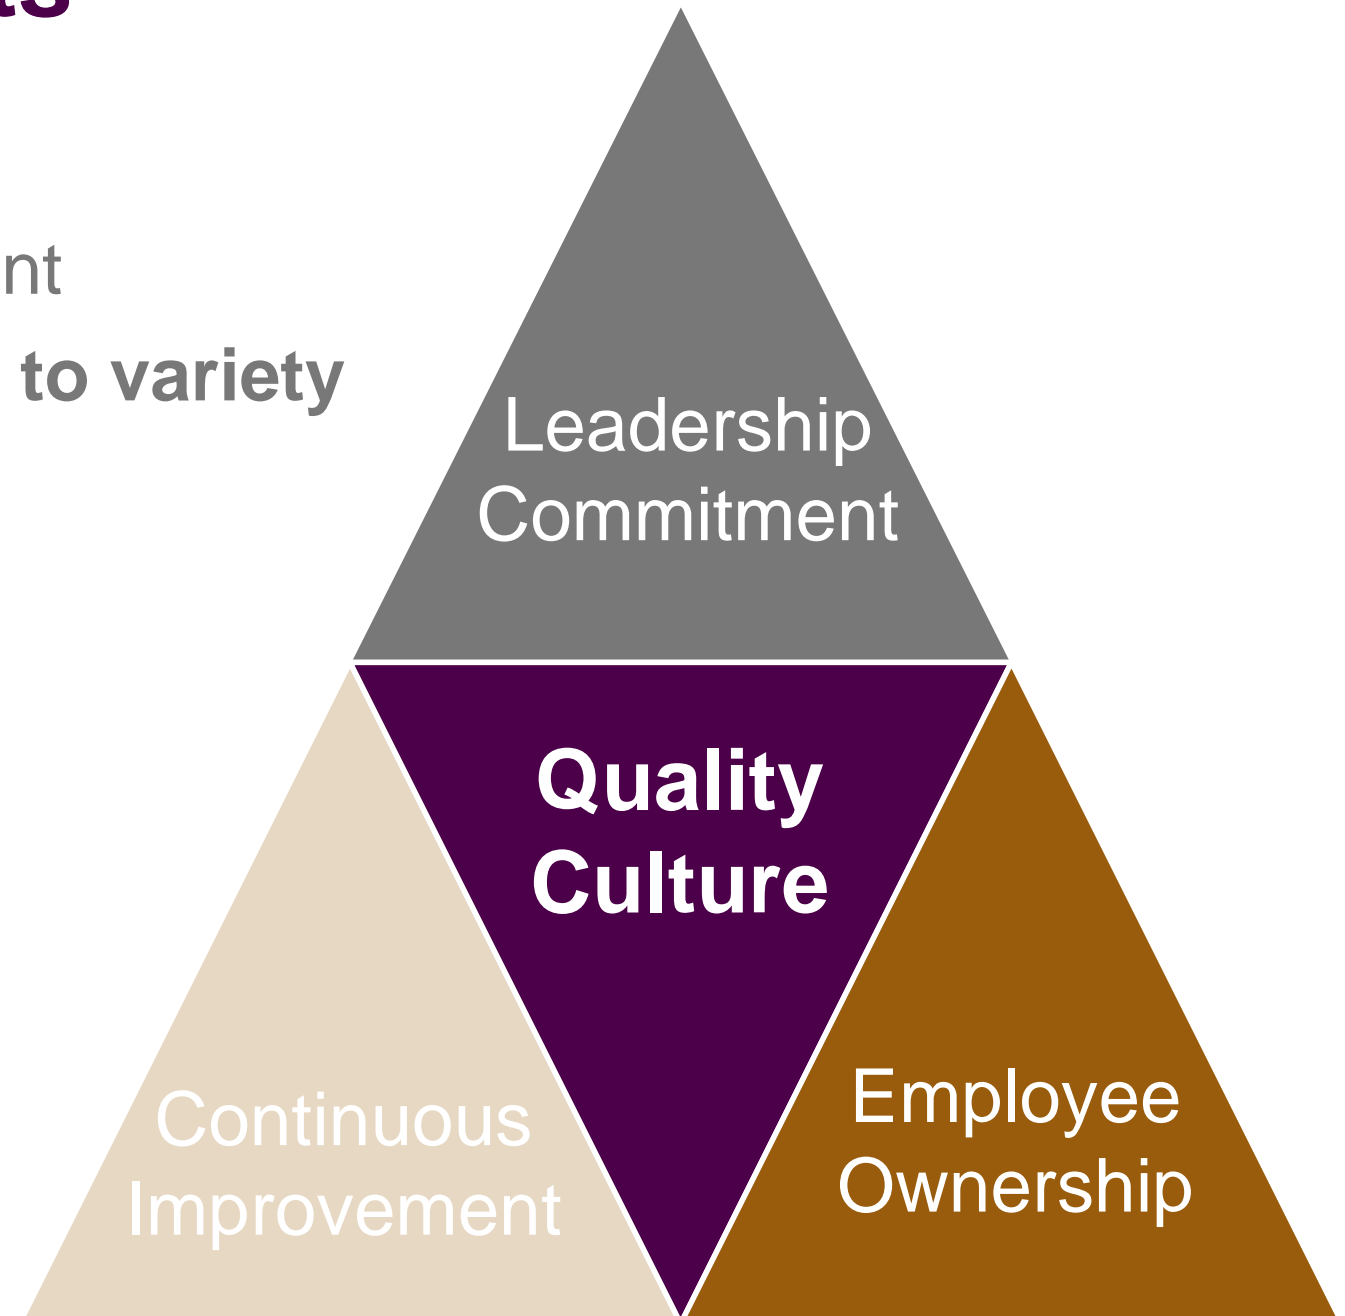 nt
to variety
Leadership
Commitment
Quality
Culture
Continuous
Improvement
Employee
Ownership